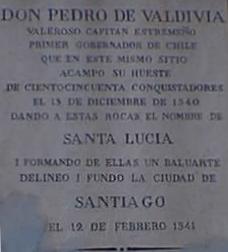 DON PEDRO DE VALDIVIA
VALEROSO CAPITAN ESTREMEÑO
PRIMER GOBERNADOR DE CHILE
QUE EN ESTE MISMO SITIO
ACAMPO SU HUESTE
DE CIENTOCINCUENTA CONQUISTADORES
EL 13 DE DICIEMBRE DE 1540
DANDO A ESTAS ROCAS EL NOMBRE DE
SANTA LUCIA
I FORMANDO DE ELLAS UN BALUARTE
DELINEO I FUNDO LA CIUDAD DE
SANTIAGO
EL 12 DE FEBRERO 1541